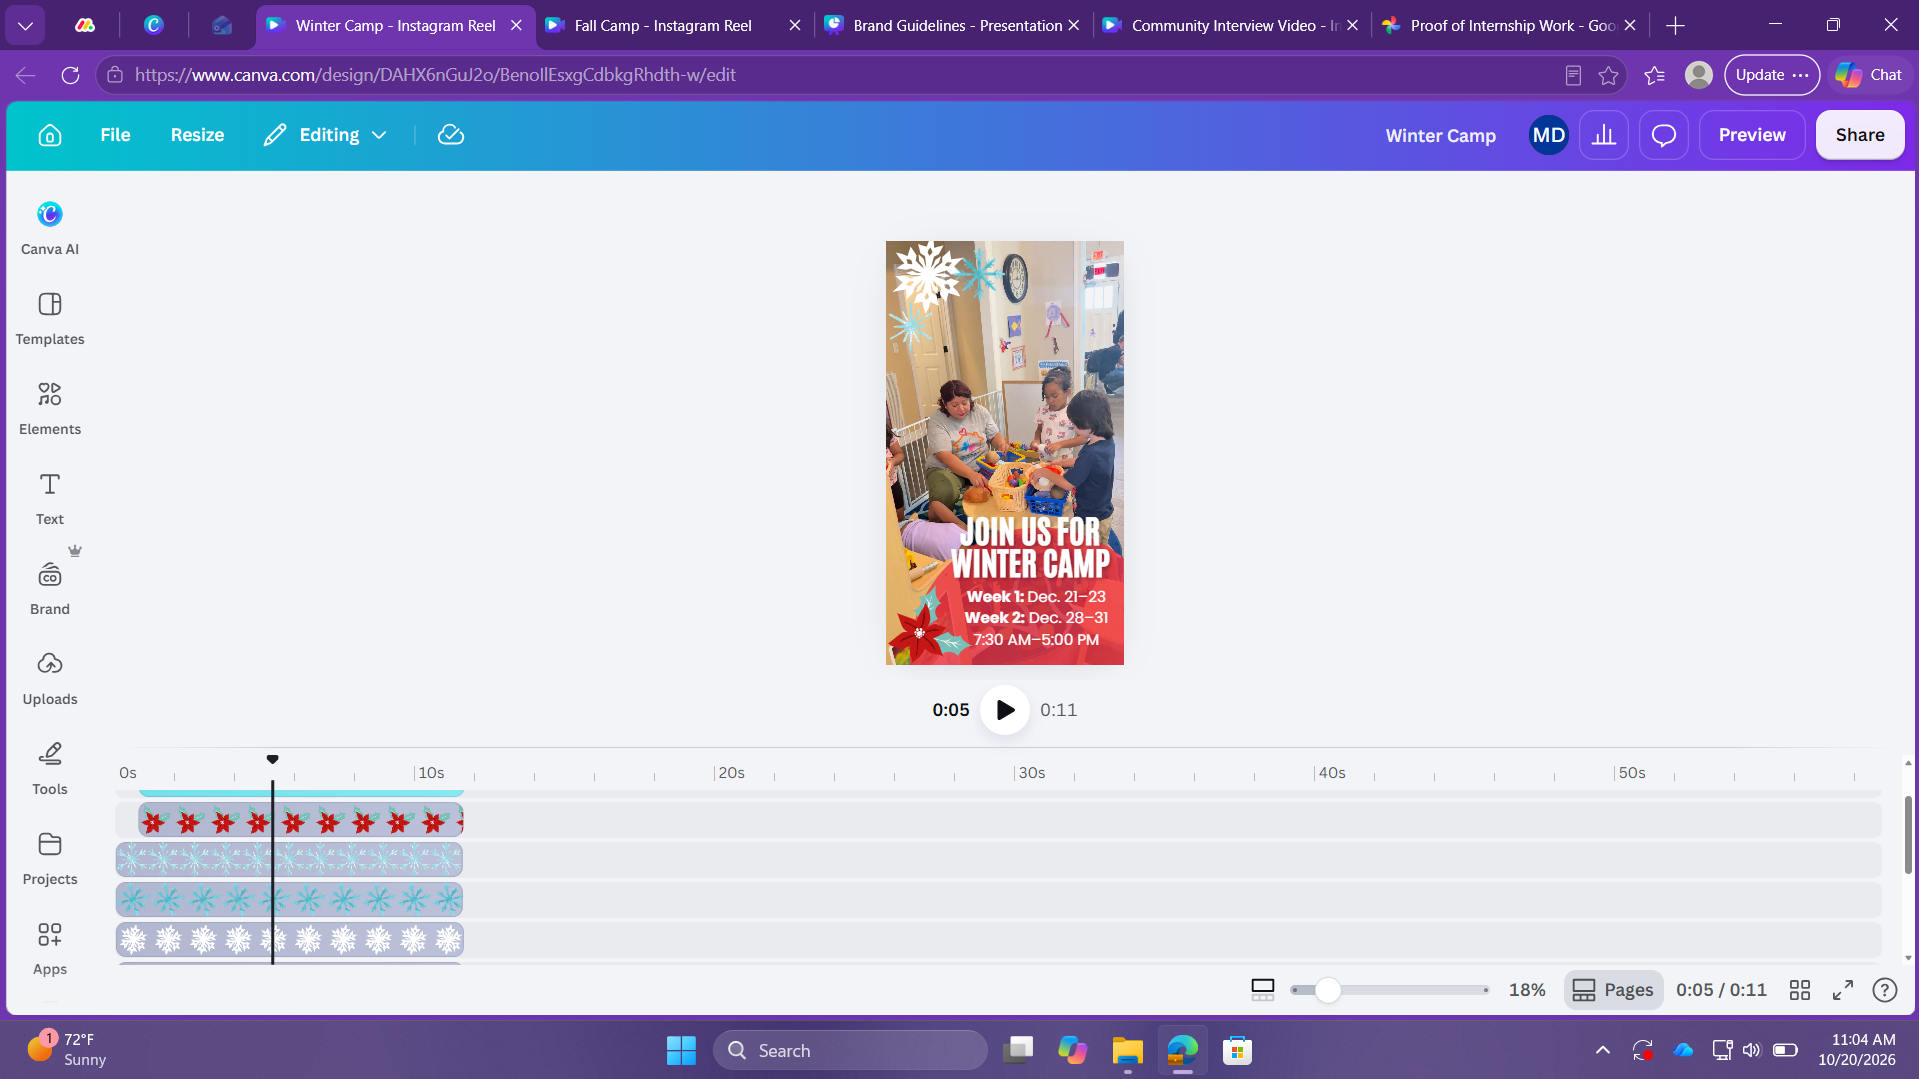 Winter Camp - Instagram Reel
Fall Camp - Instagram Reel
Brand Guidelines - Presentation
Community Interview Video - In
Proof of Internship Work - Goo
https://www.canva.com/design/DAHX6nGuJ2o/BenoIlEsxgCdbkgRhdth-w/edit
Update
Chat
File
Resize
Editing
Winter Camp
MD
Preview
Share
Canva AI
Templates
Elements
Text
Brand
Uploads
Tools
Projects
Apps
JOIN US FOR
WINTER CAMP
Week 1: Dec. 21–23
Week 2: Dec. 28–31
7:30 AM–5:00 PM
0:05
0:11
0s
10s
20s
30s
40s
50s
18%
Pages
0:05 / 0:11
1
72°F
Sunny
Search
11:04 AM
10/20/2026